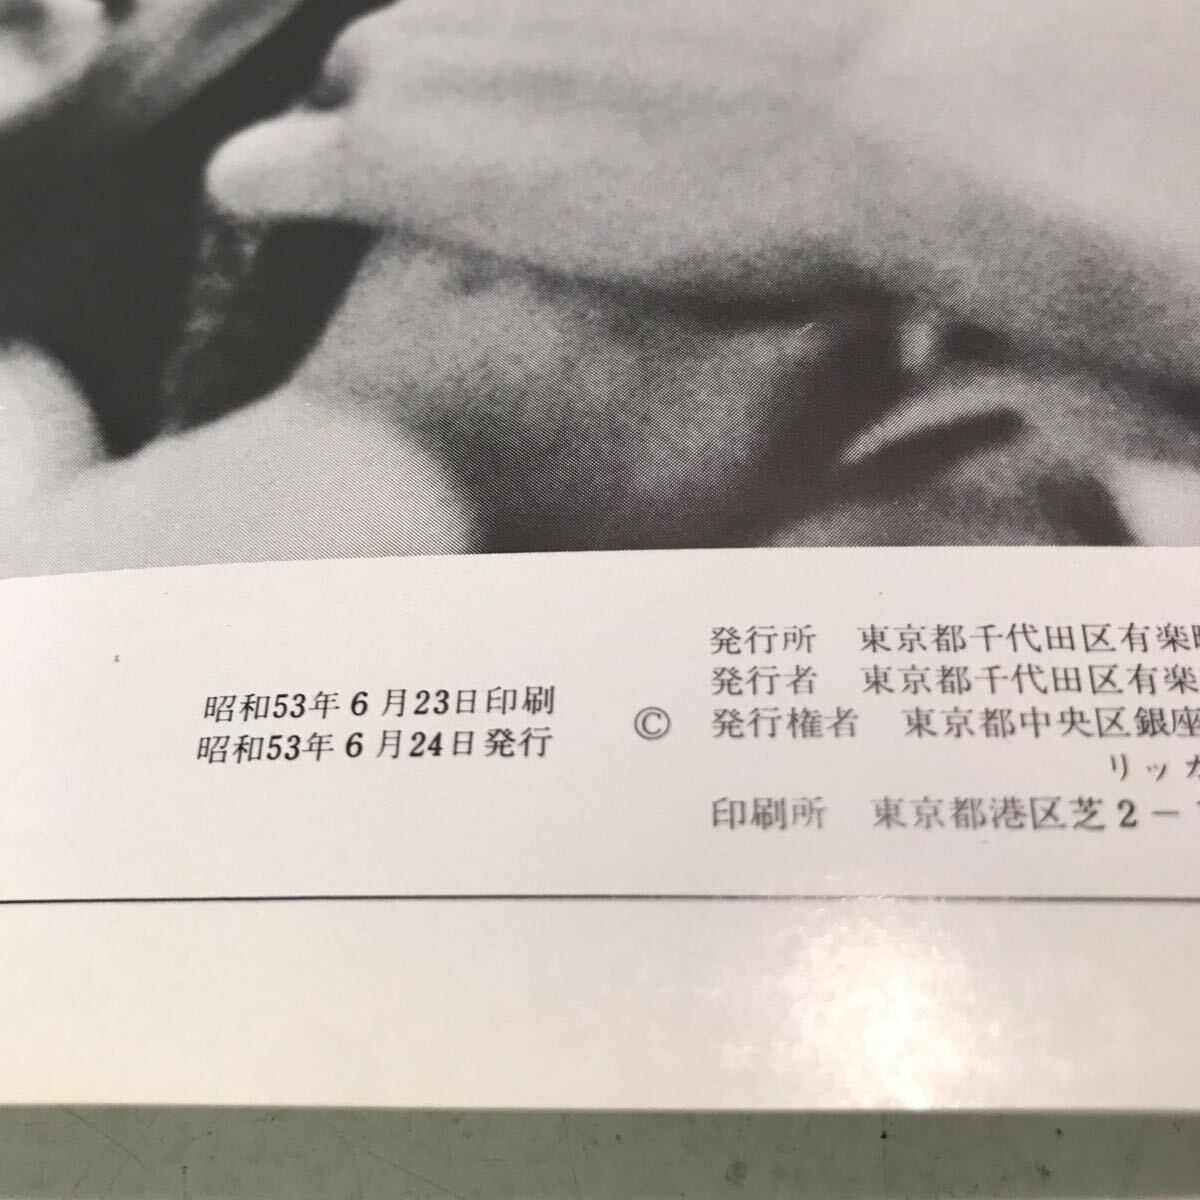 昭和53年6月23日印刷
昭和53年6月24日発行
発行所 東京都千代田区有楽町
発行者 東京都千代田区有楽
© 発行権者 東京都中央区銀座
リッカ
印刷所 東京都港区芝2−